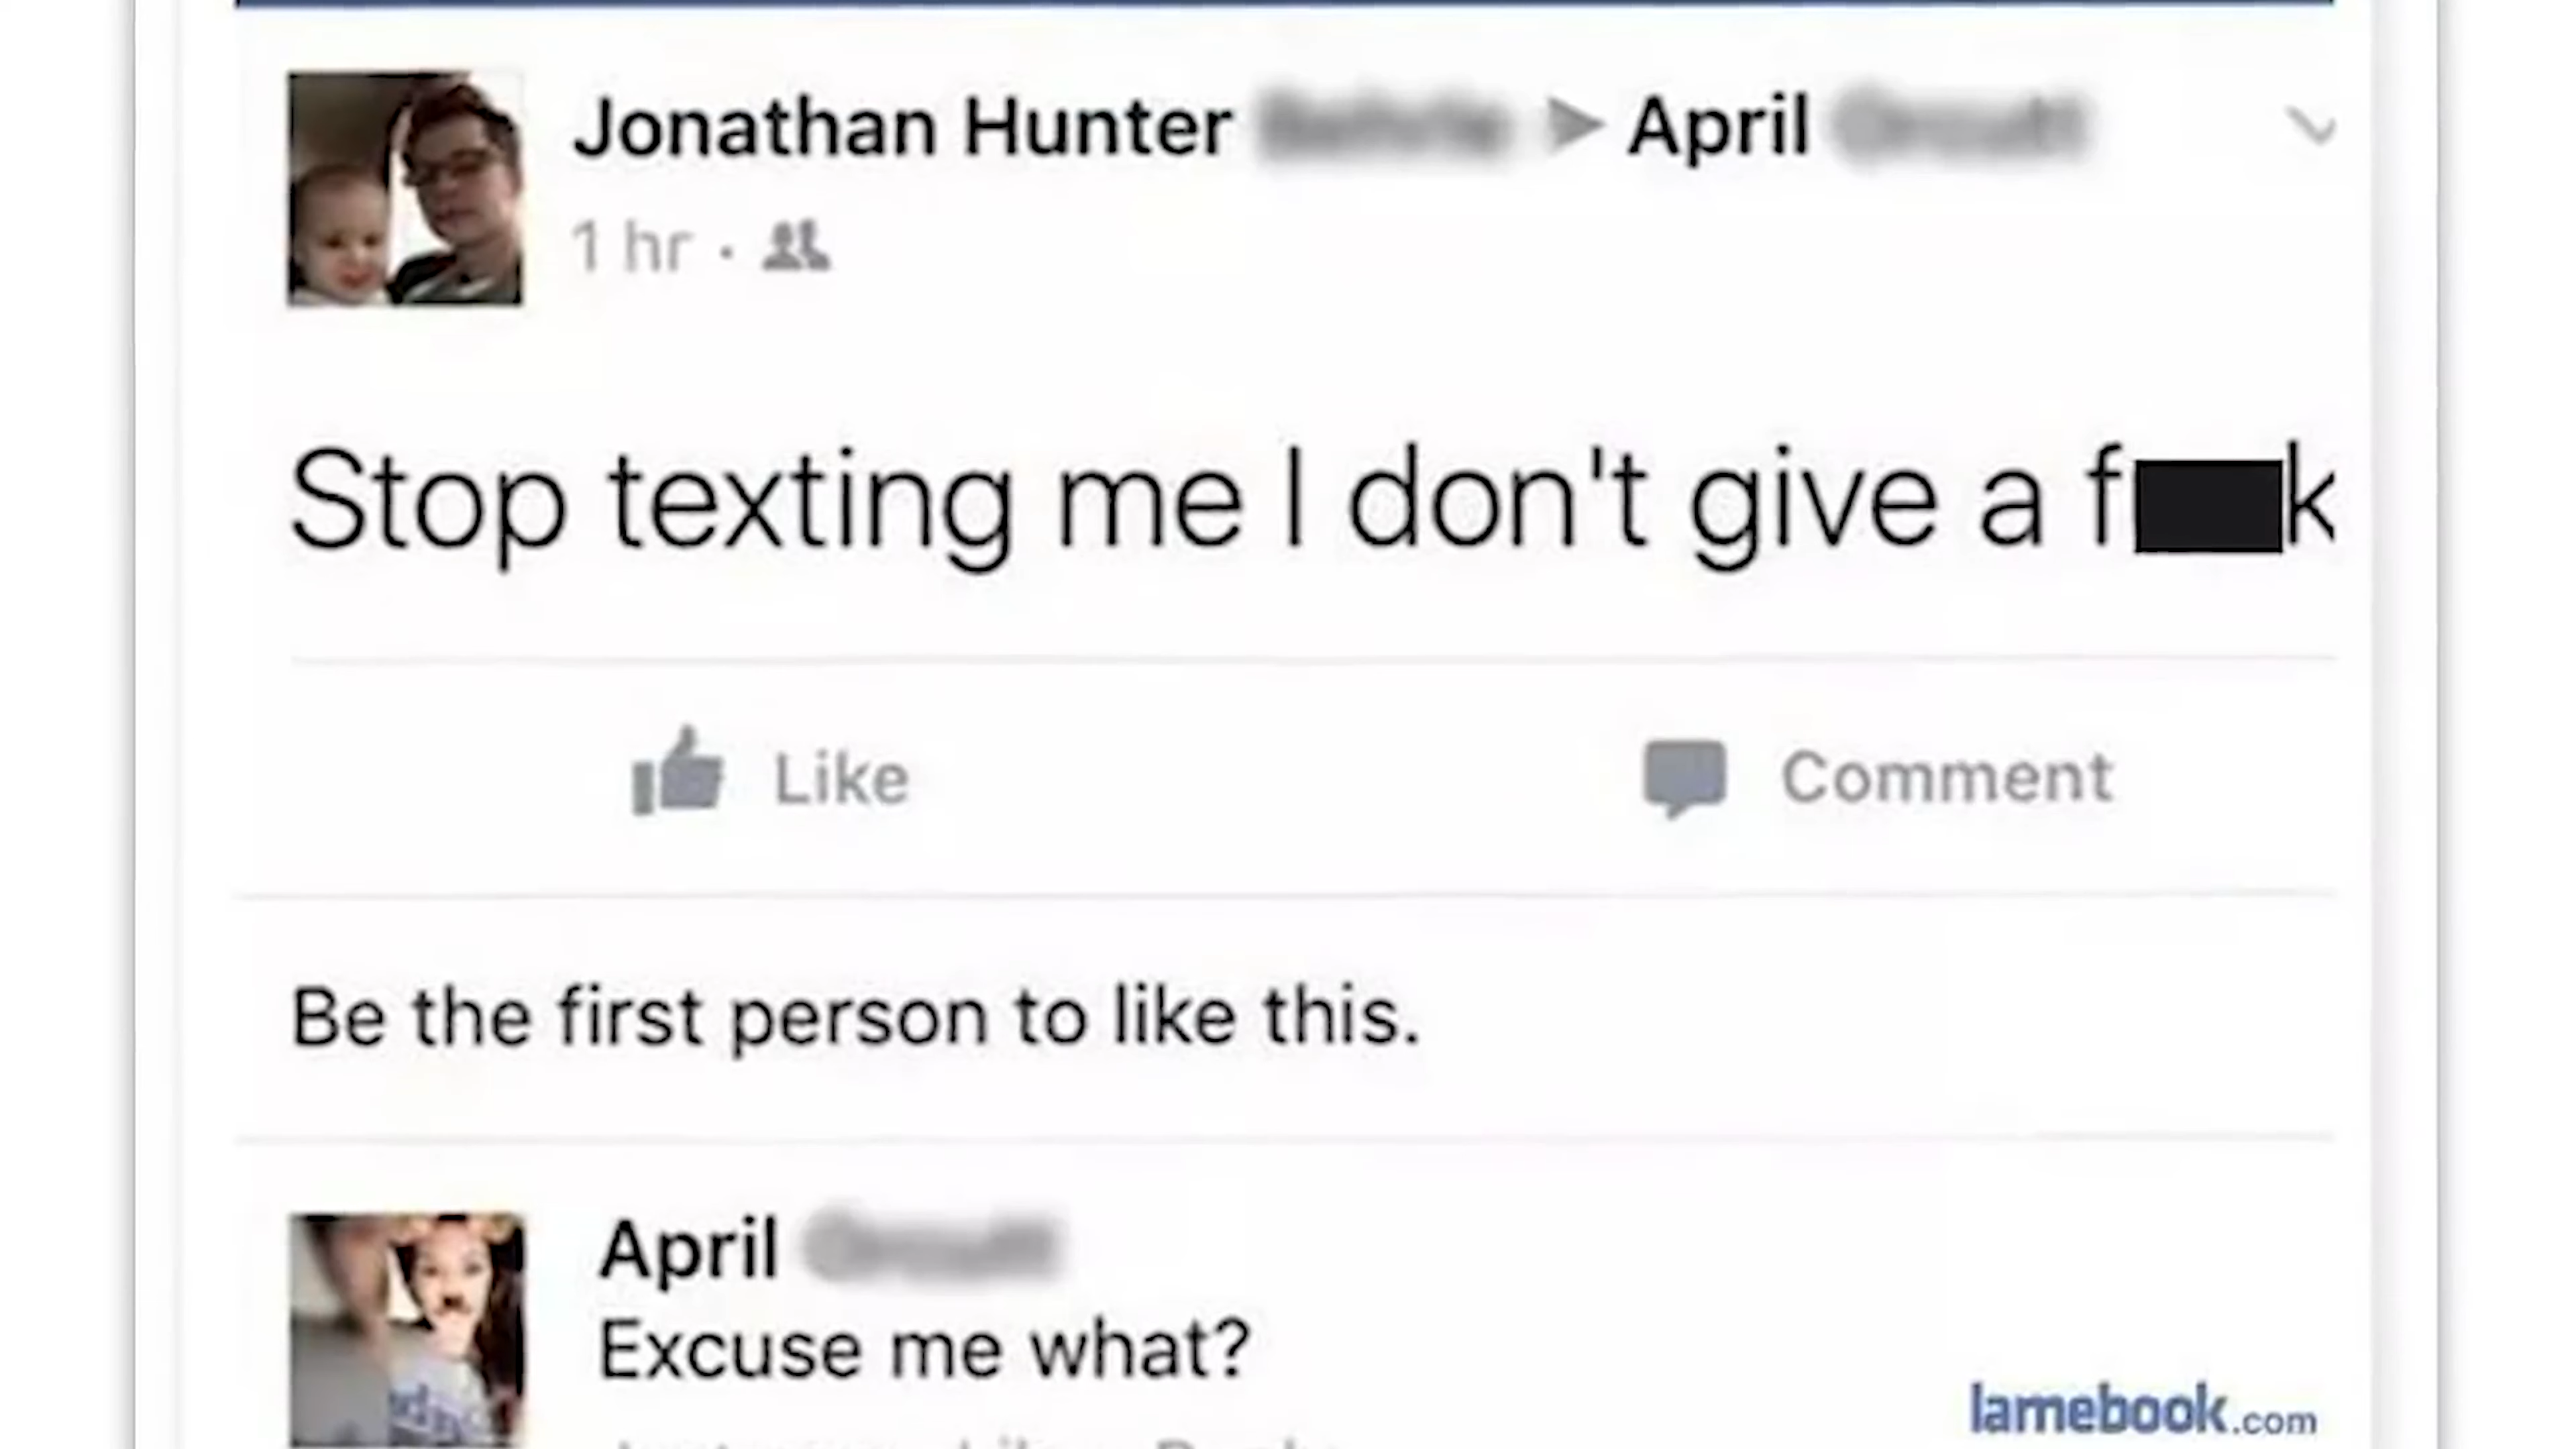 Jonathan Hunter April
1 hr ·
Stop texting me I don't give a f k
Like Comment
Be the first person to like this.
April
Excuse me what?
lamebook.com